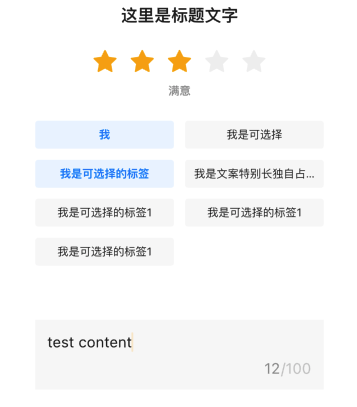 这里是标题文字
满意
我
我是可选择
我是可选择的标签
我是文案特别长独自占...
我是可选择的标签1
我是可选择的标签1
我是可选择的标签1
test content
12/100